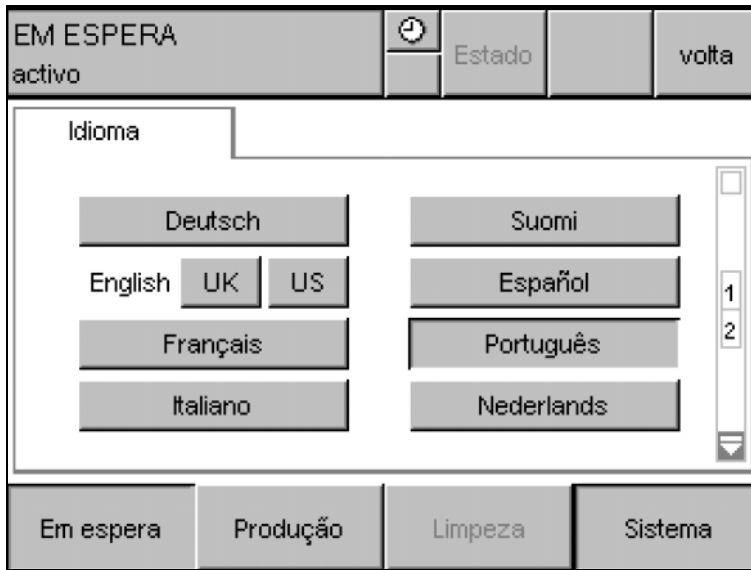 EM ESPERA
activo
Estado
volta
Idioma
Deutsch
Suomi
English UK US
Español
Français
Português
Italiano
Nederlands
1
2
Em espera
Produção
Limpeza
Sistema